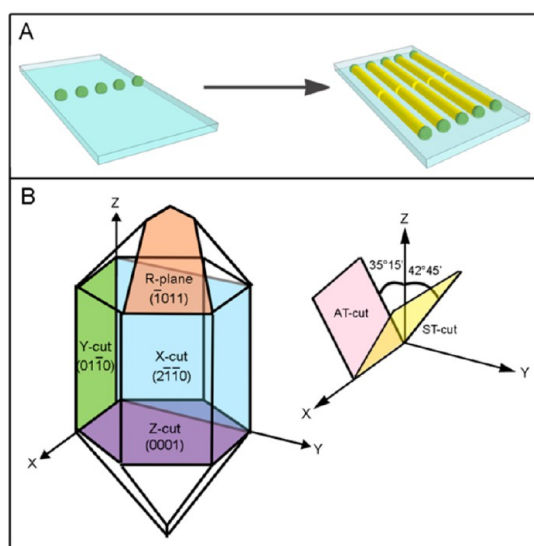 A
B
Z
R-plane
(1̄011)
Y-cut
(011̄0)
X-cut
(21̄1̄0)
Z-cut
(0001)
X
Y
Z
35°15'
42°45'
AT-cut
ST-cut
X
Y